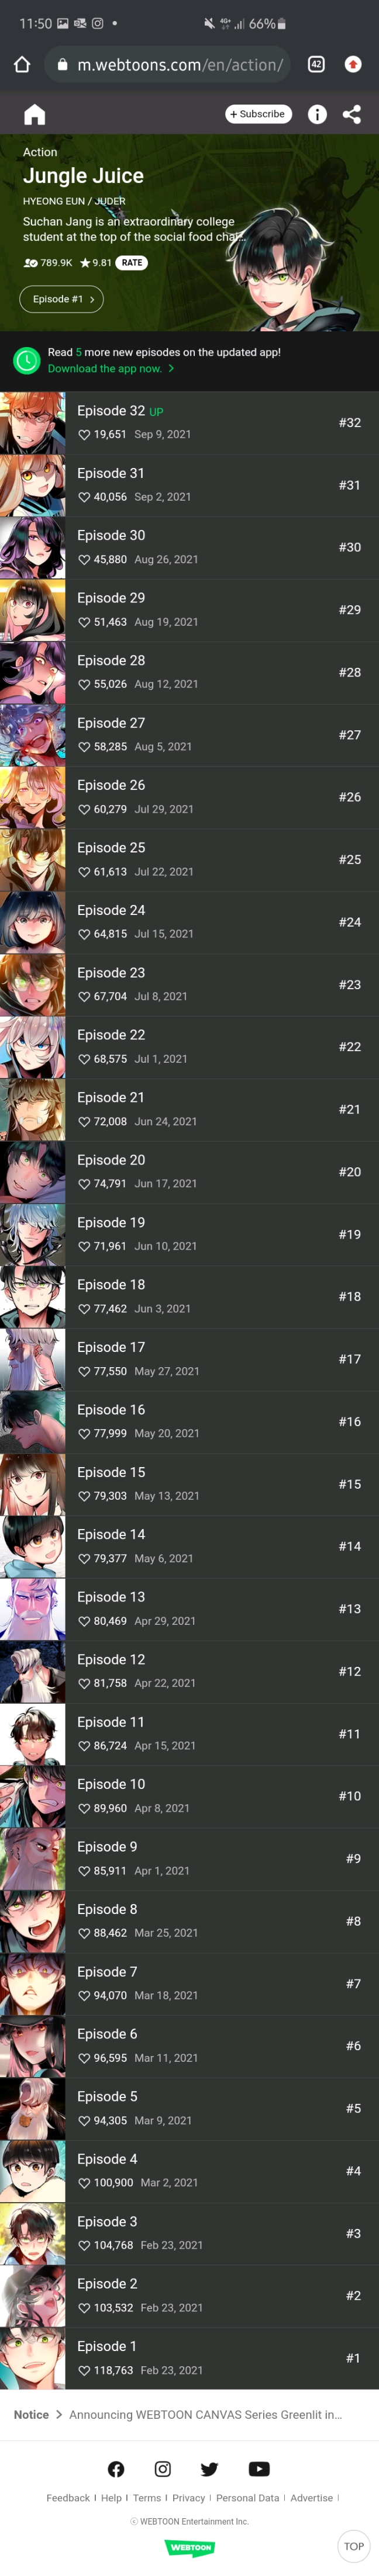 11:50
4G+
66%
m.webtoons.com/en/action/
42
+ Subscribe
Action
Jungle Juice
HYEONG EUN / JUDER
Suchan Jang is an extraordinary college
student at the top of the social food chai...
789.9K ★9.81 RATE
Episode #1 >
Read 5 more new episodes on the updated app!
Download the app now. >
Episode 32 UP
19,651 Sep 9, 2021
#32
Episode 31
40,056 Sep 2, 2021
#31
Episode 30
45,880 Aug 26, 2021
#30
Episode 29
51,463 Aug 19, 2021
#29
Episode 28
55,026 Aug 12, 2021
#28
Episode 27
58,285 Aug 5, 2021
#27
Episode 26
60,279 Jul 29, 2021
#26
Episode 25
61,613 Jul 22, 2021
#25
Episode 24
64,815 Jul 15, 2021
#24
Episode 23
67,704 Jul 8, 2021
#23
Episode 22
68,575 Jul 1, 2021
#22
Episode 21
72,008 Jun 24, 2021
#21
Episode 20
74,791 Jun 17, 2021
#20
Episode 19
71,961 Jun 10, 2021
#19
Episode 18
77,462 Jun 3, 2021
#18
Episode 17
77,550 May 27, 2021
#17
Episode 16
77,999 May 20, 2021
#16
Episode 15
79,303 May 13, 2021
#15
Episode 14
79,377 May 6, 2021
#14
Episode 13
80,469 Apr 29, 2021
#13
Episode 12
81,758 Apr 22, 2021
#12
Episode 11
86,724 Apr 15, 2021
#11
Episode 10
89,960 Apr 8, 2021
#10
Episode 9
85,911 Apr 1, 2021
#9
Episode 8
88,462 Mar 25, 2021
#8
Episode 7
94,070 Mar 18, 2021
#7
Episode 6
96,595 Mar 11, 2021
#6
Episode 5
94,305 Mar 9, 2021
#5
Episode 4
100,900 Mar 2, 2021
#4
Episode 3
104,768 Feb 23, 2021
#3
Episode 2
103,532 Feb 23, 2021
#2
Episode 1
118,763 Feb 23, 2021
#1
Notice > Announcing WEBTOON CANVAS Series Greenlit in...
Feedback | Help | Terms | Privacy | Personal Data | Advertise |
ⓒ WEBTOON Entertainment Inc.
WEBTOON
TOP